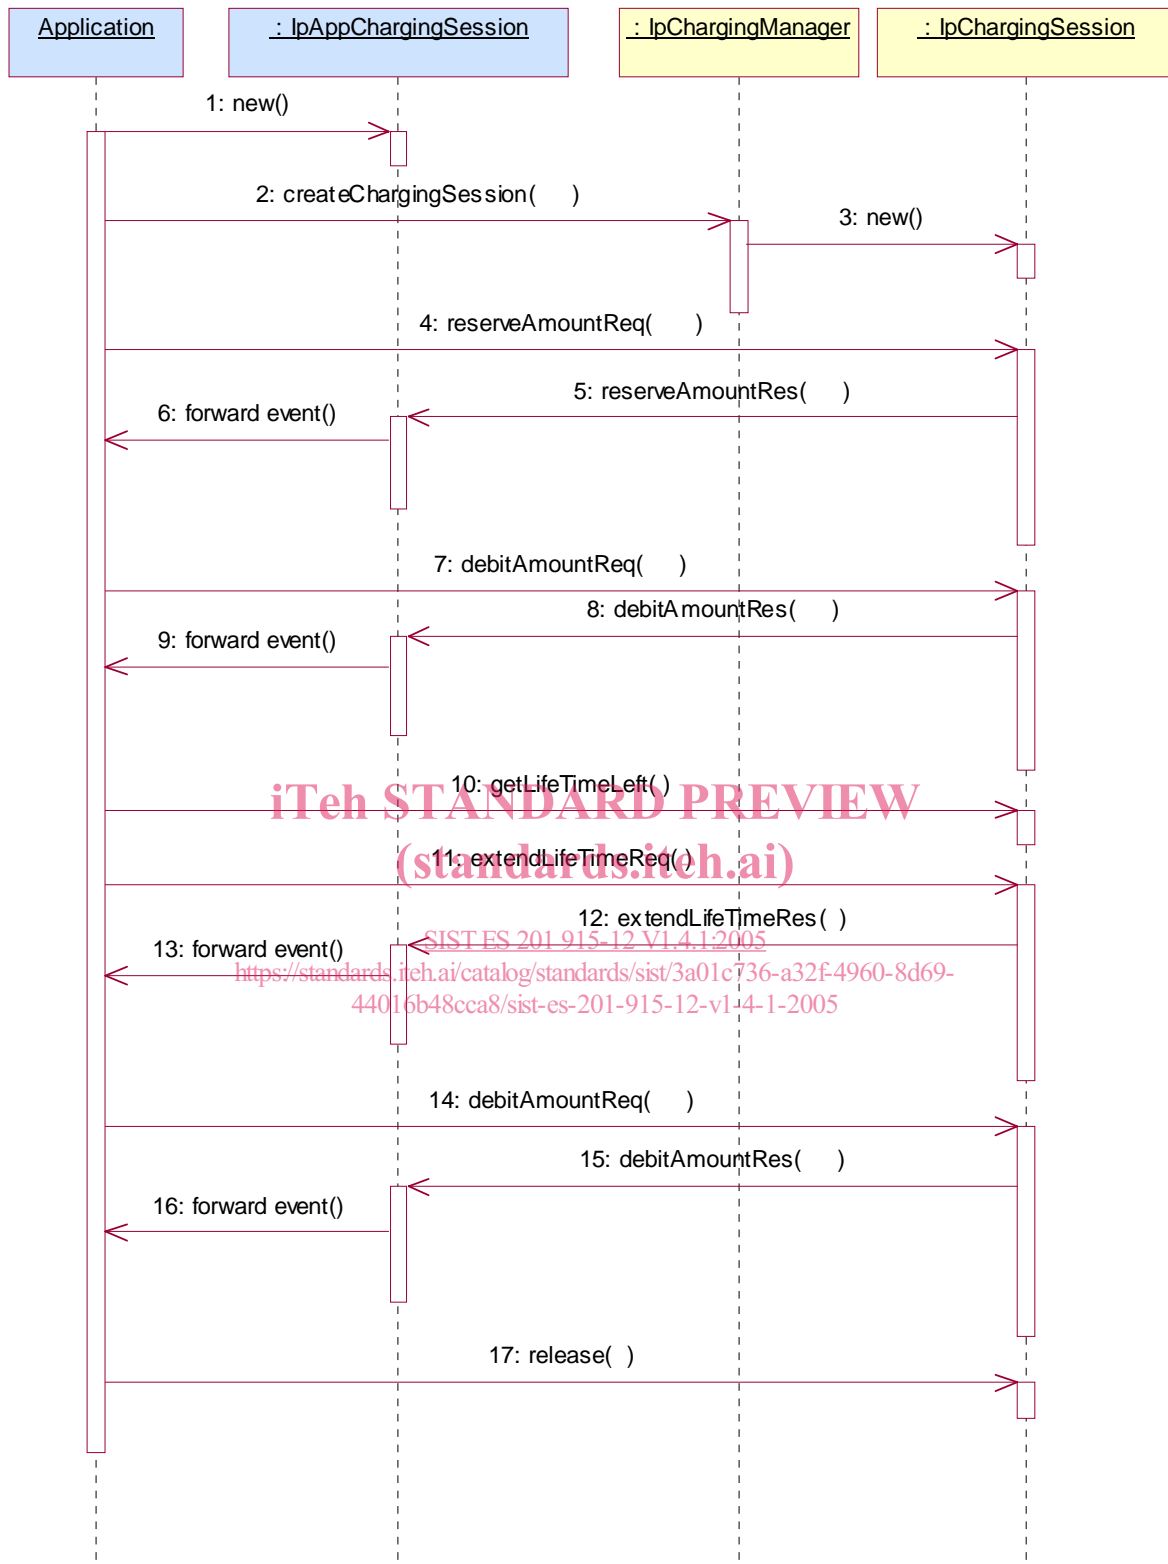 Application
: IpAppChargingSession
: IpChargingManager
: IpChargingSession
1: new()
2: createChargingSession( )
3: new()
4: reserveAmountReq( )
5: reserveAmountRes( )
6: forward event()
7: debitAmountReq( )
8: debitAmountRes( )
9: forward event()
10: getLifeTimeLeft( )
iTeh STANDARD PREVIEW
11: extendLifeTimeReq( )
(standards.iteh.ai)
12: extendLifeTimeRes( )
13: forward event()
SIST ES 201 915-12 V1.4.1:2005
https://standards.iteh.ai/catalog/standards/sist/3a01c736-a32f-4960-8d69-
44016b48cca8/sist-es-201-915-12-v1-4-1-2005
14: debitAmountReq( )
15: debitAmountRes( )
16: forward event()
17: release( )